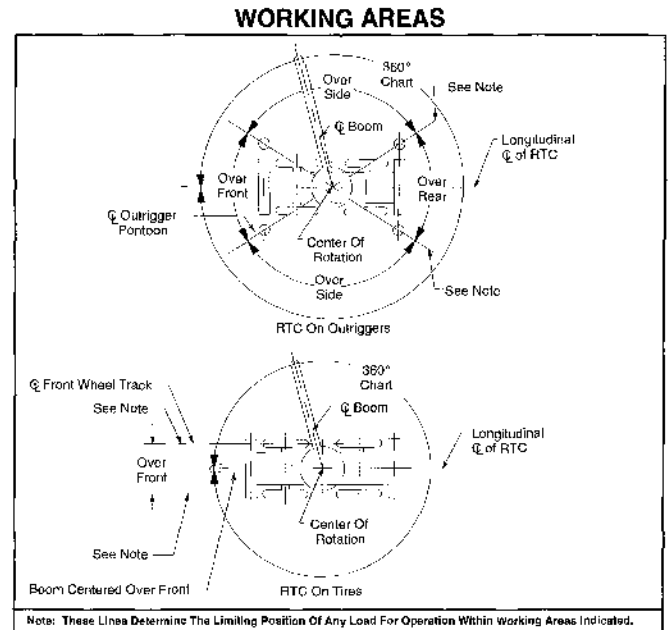 WORKING AREAS
360°
Chart
Over
Side
See Note
℄ Boom
Longitudinal
℄ of RTC
Over
Front
Over
Rear
℄ Outrigger
Pontoon
Center Of
Rotation
Over
Side
See Note
RTC On Outriggers
360°
Chart
℄ Front Wheel Track
℄ Boom
See Note
Longitudinal
℄ of RTC
Over
Front
Center Of
Rotation
See Note
Boom Centered Over Front
RTC On Tires
Note: These Lines Determine The Limiting Position Of Any Load For Operation Within Working Areas Indicated.